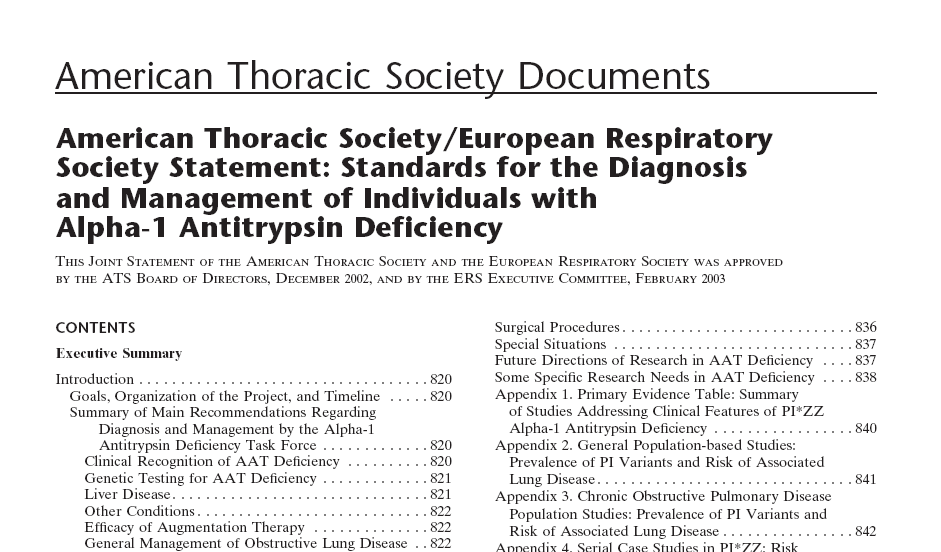 American Thoracic Society Documents
American Thoracic Society/European Respiratory
Society Statement: Standards for the Diagnosis
and Management of Individuals with
Alpha-1 Antitrypsin Deficiency
THIS JOINT STATEMENT OF THE AMERICAN THORACIC SOCIETY AND THE EUROPEAN RESPIRATORY SOCIETY WAS APPROVED
BY THE ATS BOARD OF DIRECTORS, DECEMBER 2002, AND BY THE ERS EXECUTIVE COMMITTEE, FEBRUARY 2003
CONTENTS
Executive Summary
Introduction . . . . . . . . . . . . . . . . . . . . . . . . . . . . . . . . . . . 820
Goals, Organization of the Project, and Timeline . . . . . 820
Summary of Main Recommendations Regarding
Diagnosis and Management by the Alpha-1
Antitrypsin Deficiency Task Force . . . . . . . . . . . . . 820
Clinical Recognition of AAT Deficiency . . . . . . . . . . 820
Genetic Testing for AAT Deficiency . . . . . . . . . . . . . 821
Liver Disease. . . . . . . . . . . . . . . . . . . . . . . . . . . . . . . 821
Other Conditions. . . . . . . . . . . . . . . . . . . . . . . . . . . . 822
Efficacy of Augmentation Therapy . . . . . . . . . . . . . . 822
General Management of Obstructive Lung Disease . . 822
Surgical Procedures. . . . . . . . . . . . . . . . . . . . . . . . . . . . 836
Special Situations . . . . . . . . . . . . . . . . . . . . . . . . . . . . . 837
Future Directions of Research in AAT Deficiency . . . . 837
Some Specific Research Needs in AAT Deficiency . . . . 838
Appendix 1. Primary Evidence Table: Summary
of Studies Addressing Clinical Features of PI*ZZ
Alpha-1 Antitrypsin Deficiency . . . . . . . . . . . . . . . . . 840
Appendix 2. General Population-based Studies:
Prevalence of PI Variants and Risk of Associated
Lung Disease. . . . . . . . . . . . . . . . . . . . . . . . . . . . . . . 841
Appendix 3. Chronic Obstructive Pulmonary Disease
Population Studies: Prevalence of PI Variants and
Risk of Associated Lung Disease . . . . . . . . . . . . . . . . 842
Appendix 4. Serial Case Studies in PI*ZZ: Risk